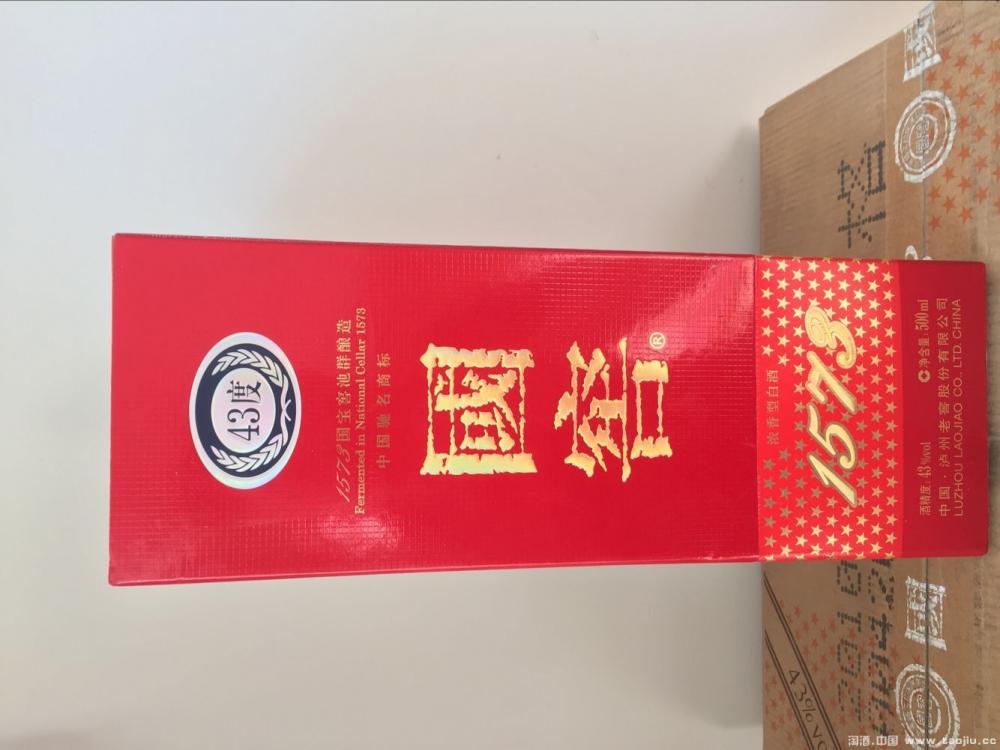 43度
1573国宝窖池群酿造
Fermented in National Cellar 1573
中国驰名商标
國
窖®
浓香型白酒
1573
酒精度:43%vol 净含量:500ml
中国·泸州老窖股份有限公司
LUZHOU LAOJIAO CO., LTD. CHINA
國
43% v
国酒.中国 www.taojiu.cc